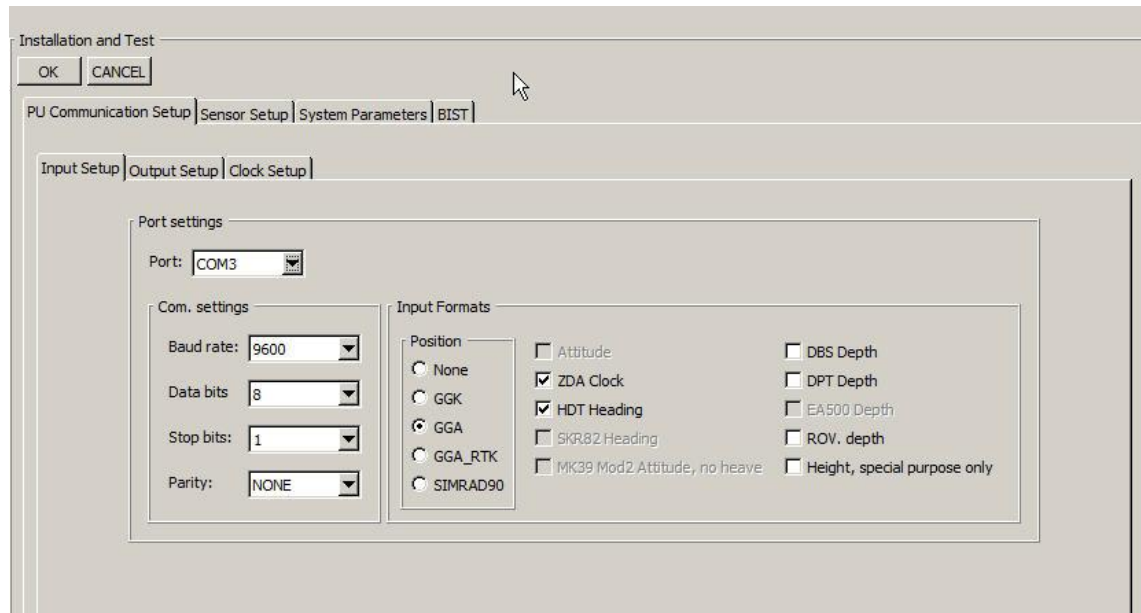 Installation and Test
OK CANCEL
PU Communication Setup Sensor Setup System Parameters BIST
Input Setup Output Setup Clock Setup
Port settings
Port: COM3
Com. settings
Baud rate: 9600
Data bits 8
Stop bits: 1
Parity: NONE
Input Formats
Position
None
GGK
GGA
GGA_RTK
SIMRAD90
Attitude
ZDA Clock
HDT Heading
SKR82 Heading
MK39 Mod2 Attitude, no heave
DBS Depth
DPT Depth
EA500 Depth
ROV. depth
Height, special purpose only